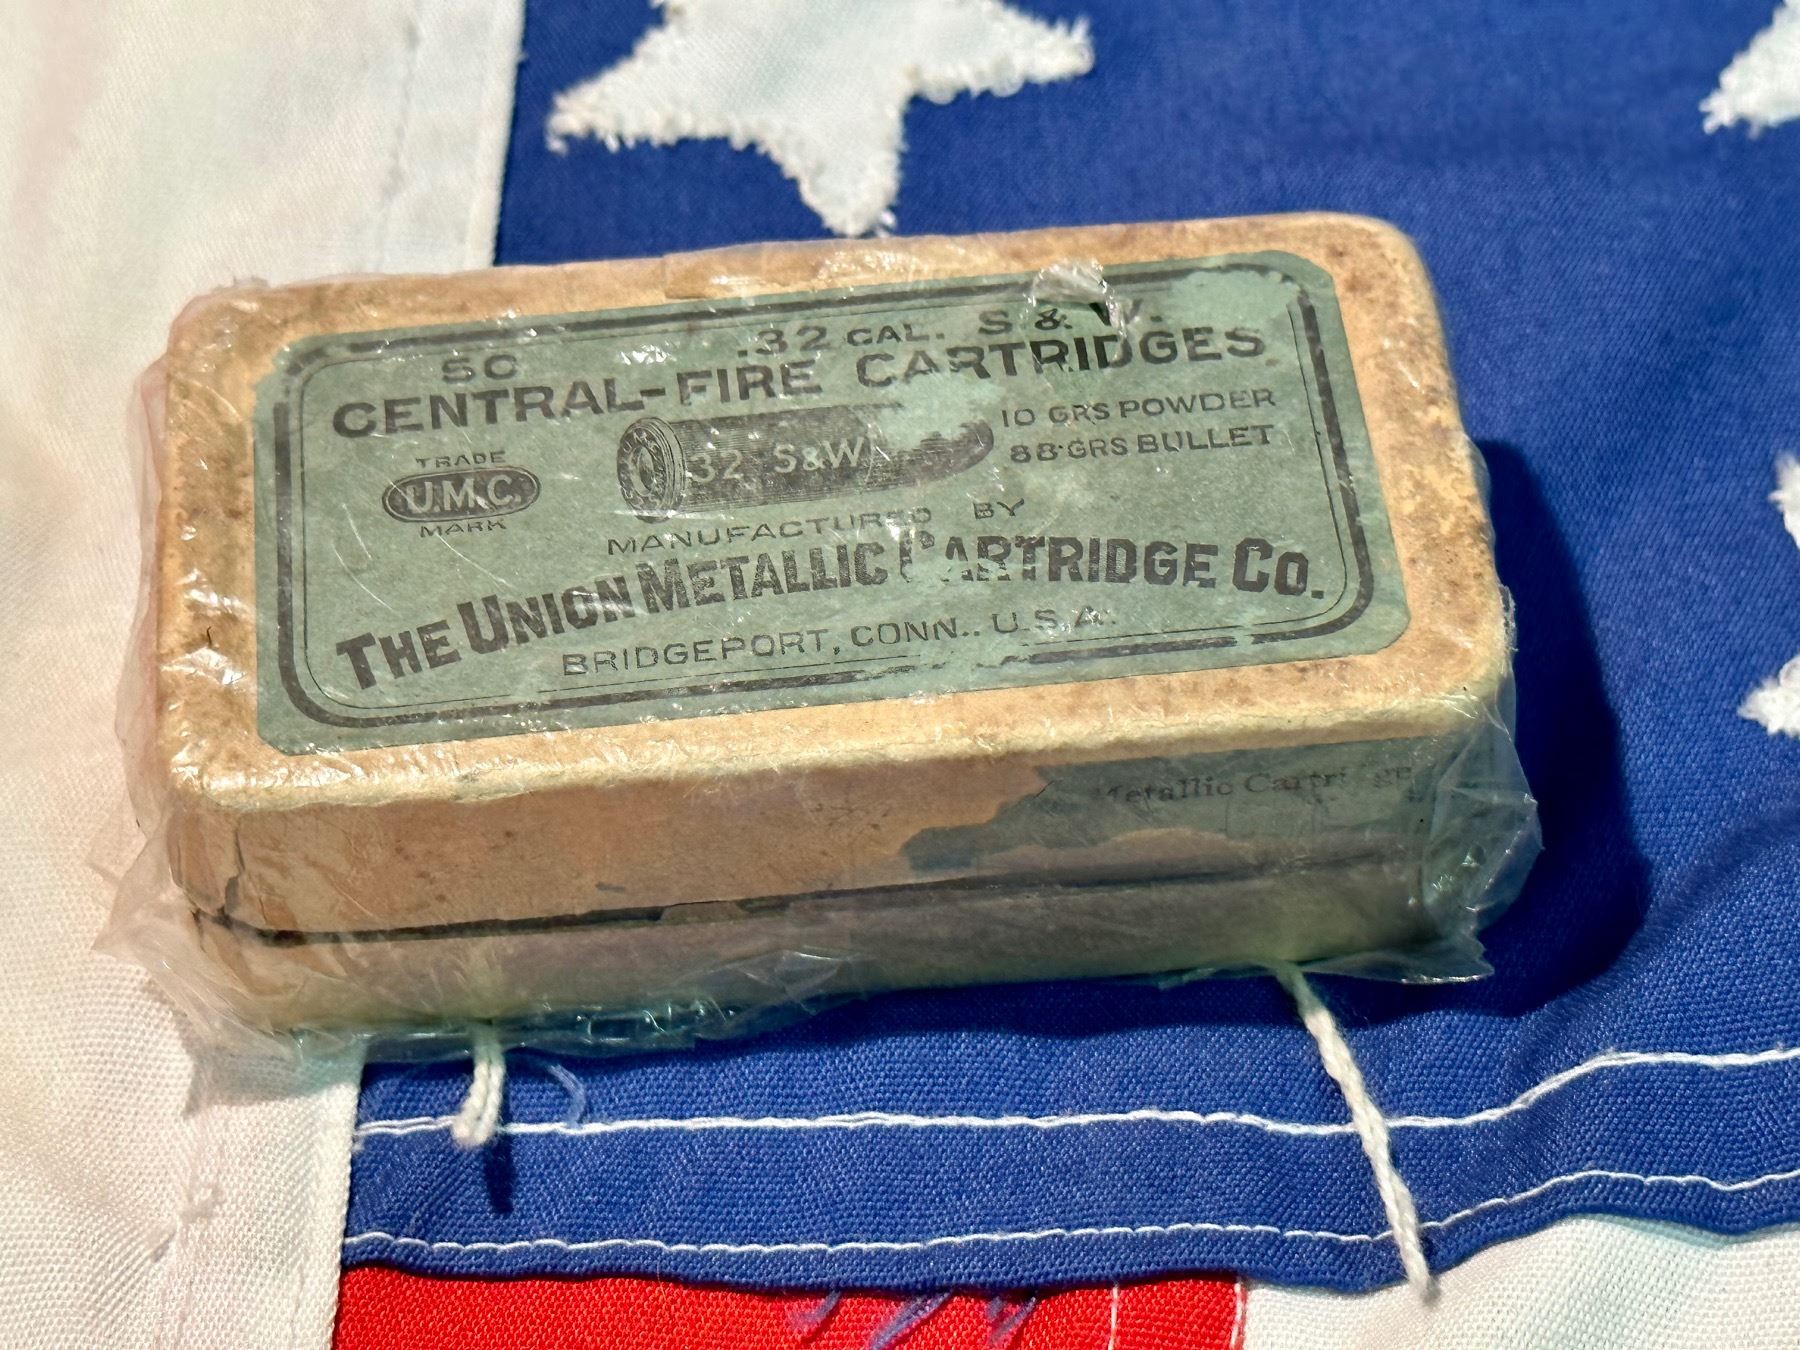 50 .32 CAL. S & W.
CENTRAL-FIRE CARTRIDGES
TRADE
U.M.C.
MARK
32 S&W
10 GRS POWDER
88 GRS BULLET
MANUFACTURED BY
THE UNION METALLIC CARTRIDGE CO.
BRIDGEPORT, CONN., U.S.A.
Metallic Cartridge